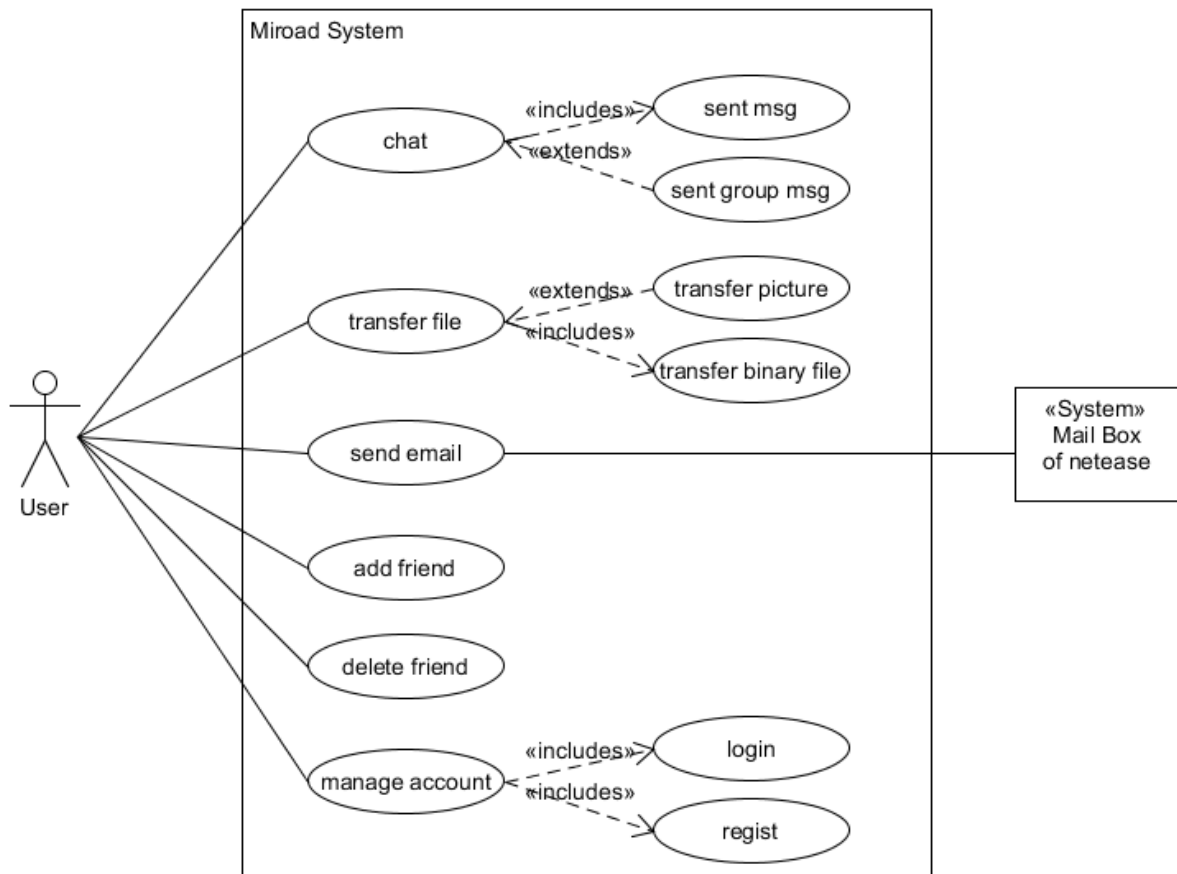 Miroad System
chat
«includes»
sent msg
«extends»
sent group msg
transfer file
«extends»
transfer picture
«includes»
transfer binary file
send email
«System»
Mail Box
of netease
User
add friend
delete friend
manage account
«includes»
login
«includes»
regist